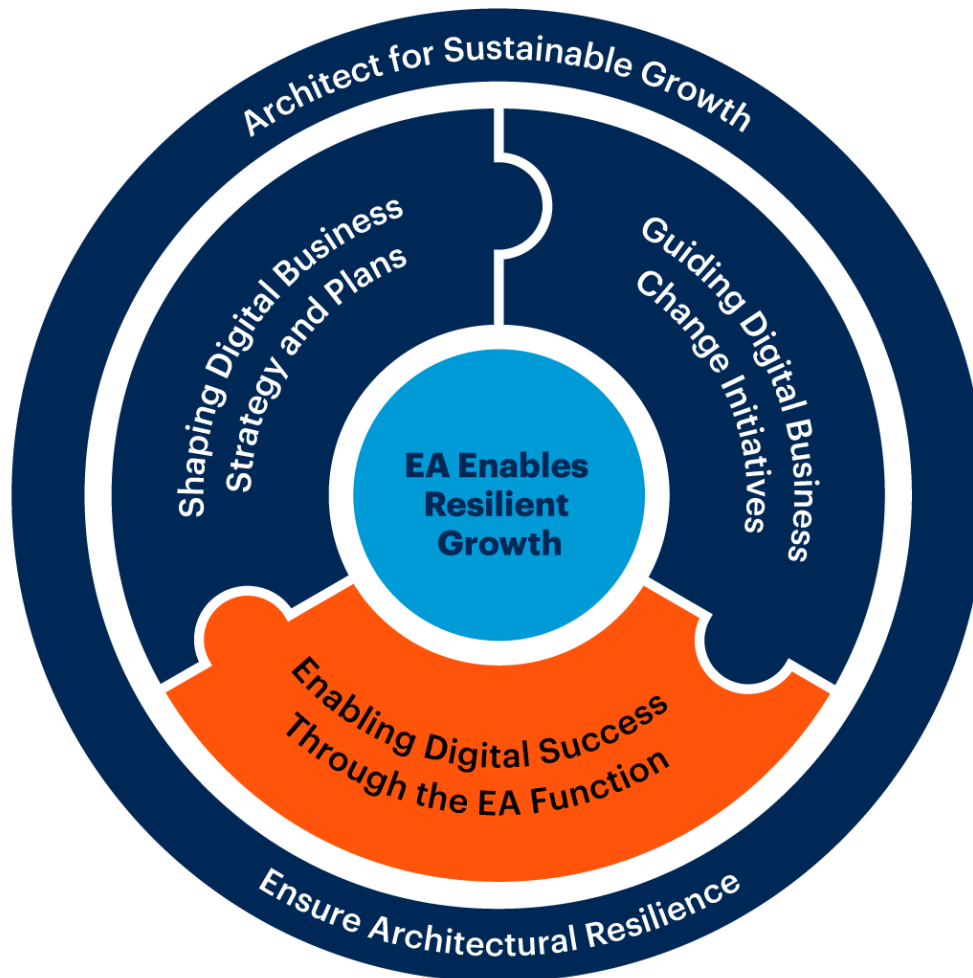 Architect for Sustainable Growth
Shaping Digital Business
Strategy and Plans
Guiding Digital Business
Change Initiatives
EA Enables
Resilient
Growth
Enabling Digital Success
Through the EA Function
Ensure Architectural Resilience